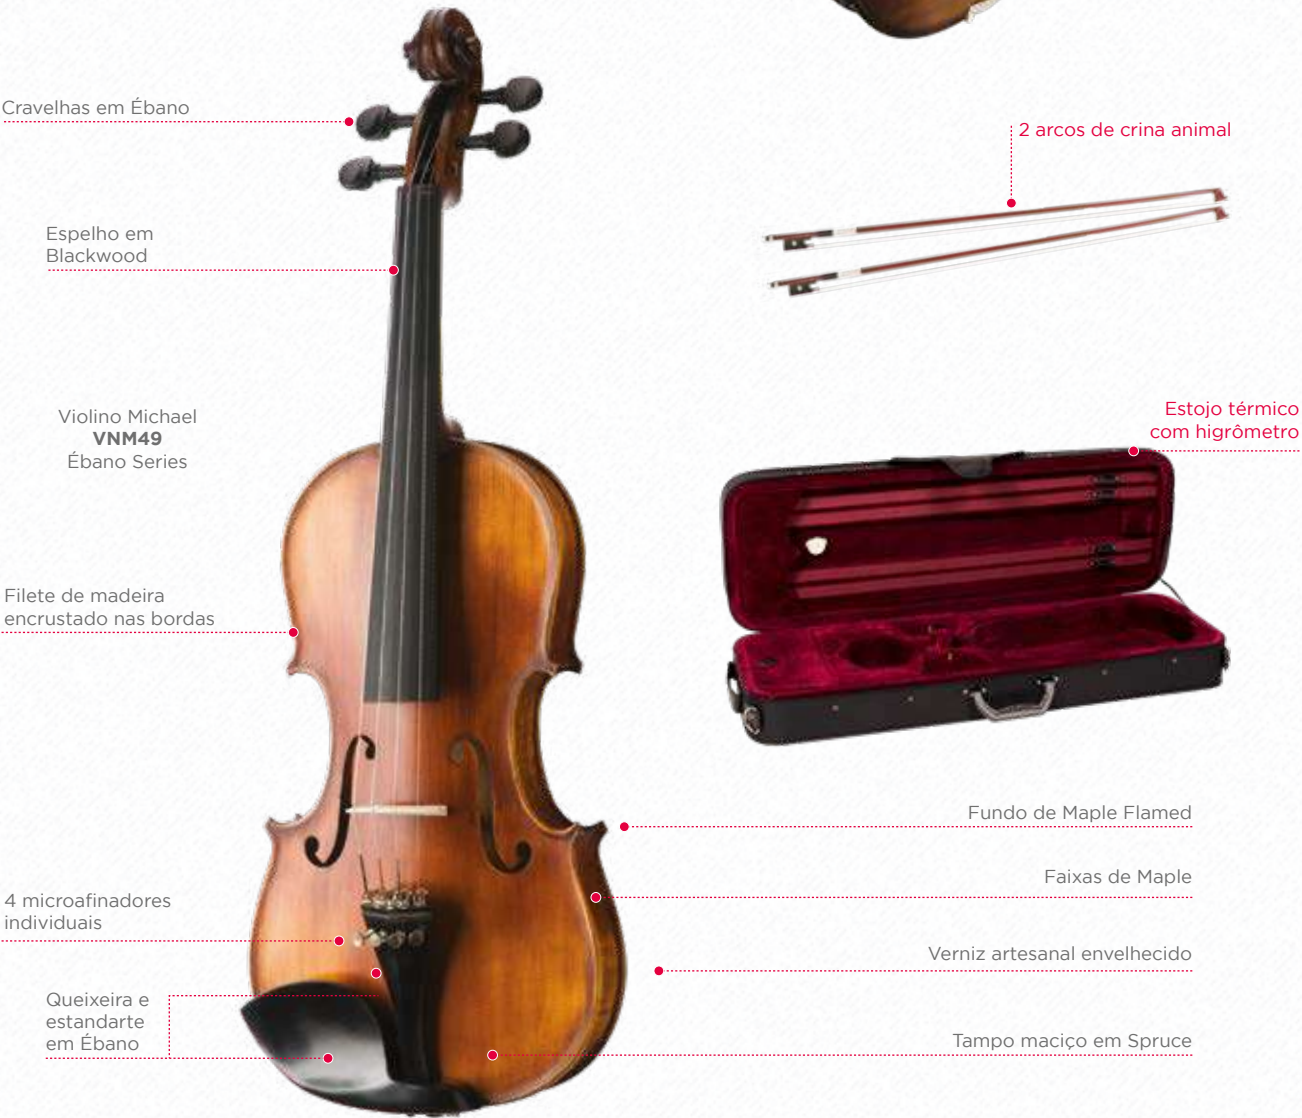 Cravelhas em Ébano
2 arcos de crina animal
Espelho em
Blackwood
Violino Michael
VNM49
Ébano Series
Estojo térmico
com higrômetro
Filete de madeira
encrustado nas bordas
Fundo de Maple Flamed
Faixas de Maple
4 microafinadores
individuais
Verniz artesanal envelhecido
Queixeira e
estandarte
em Ébano
Tampo maciço em Spruce